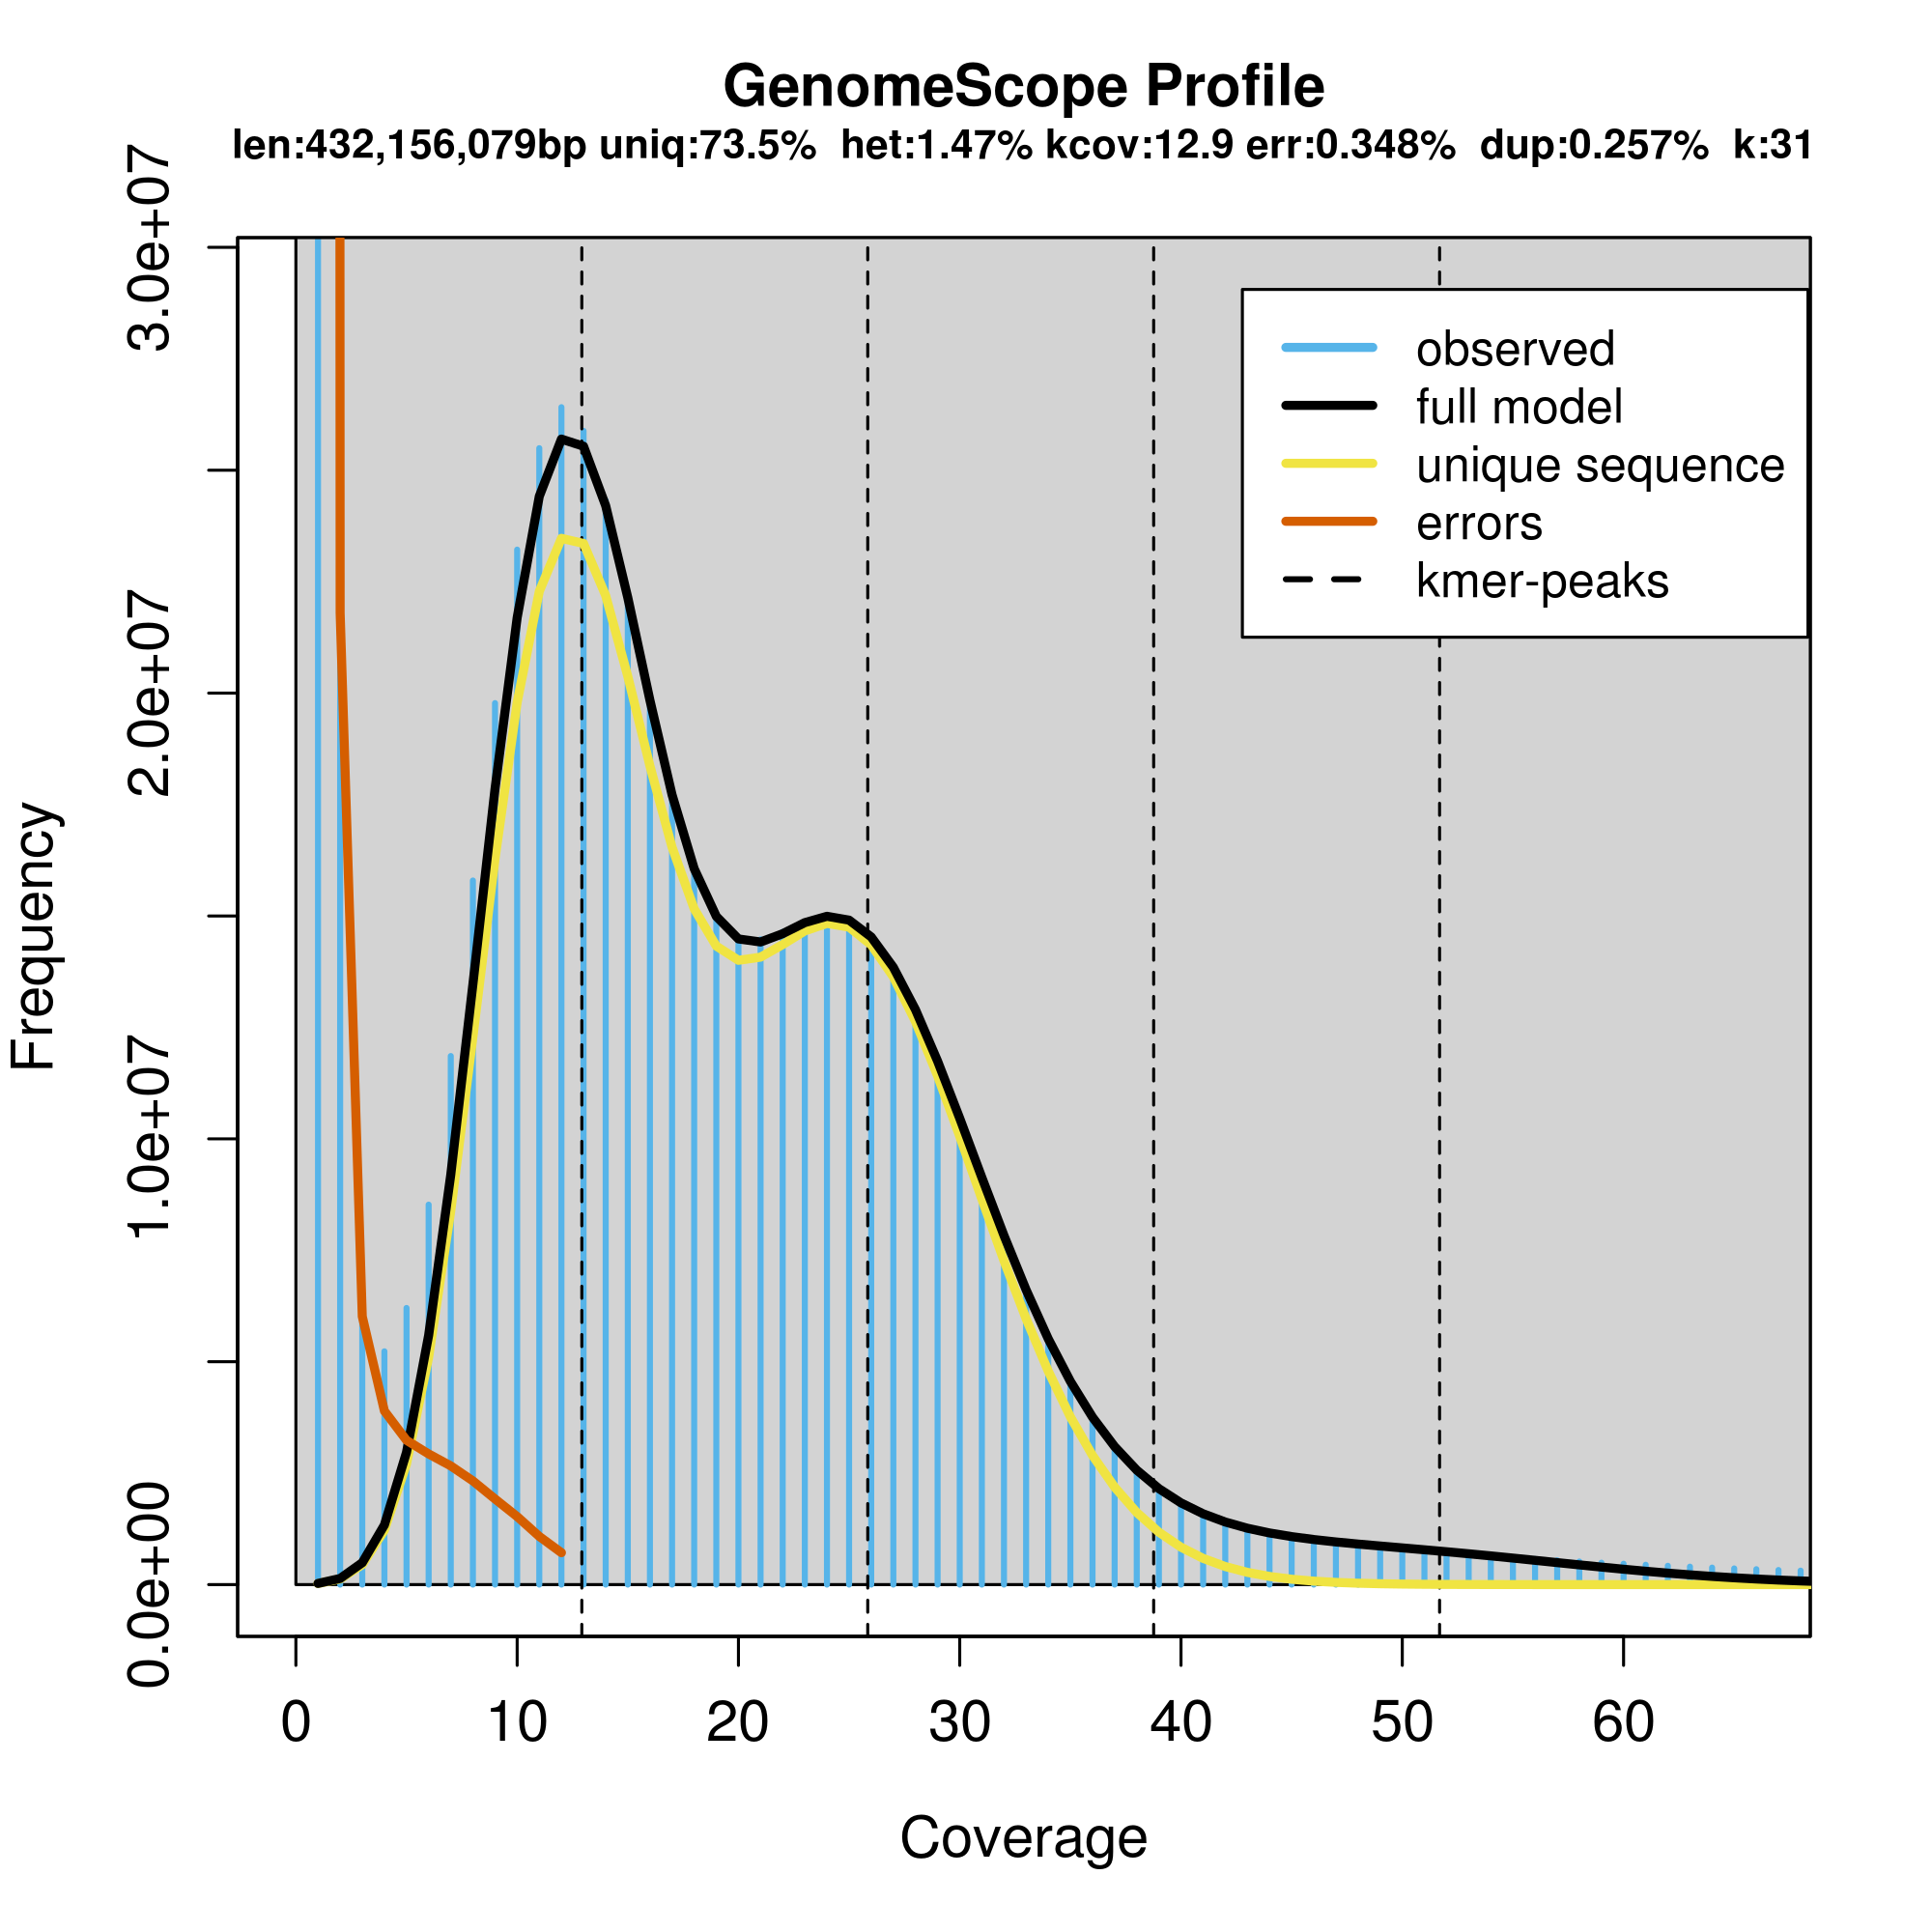 GenomeScope Profile
len:432,156,079bp uniq:73.5% het:1.47% kcov:12.9 err:0.348% dup:0.257% k:31
observed
full model
unique sequence
errors
kmer-peaks
Frequency
3.0e+07
2.0e+07
1.0e+07
0.0e+00
0 10 20 30 40 50 60
Coverage